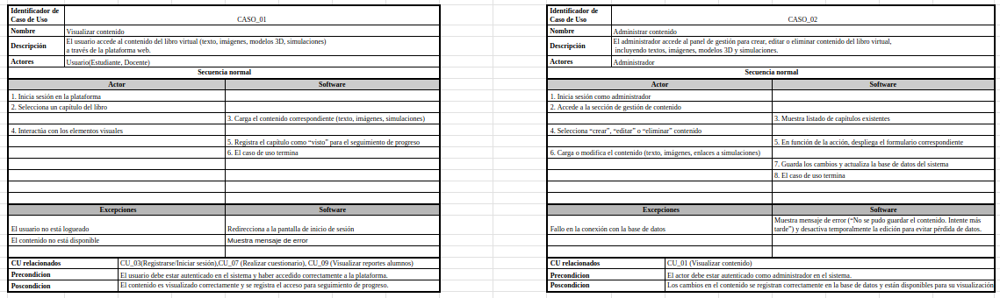 Identificador de
Caso de Uso
CASO_01
Nombre
Visualizar contenido
Descripción
El usuario accede al contenido del libro virtual (texto, imágenes, modelos 3D, simulaciones)
a través de la plataforma web.
Actores
Usuario(Estudiante, Docente)
Secuencia normal
Actor
Software
1. Inicia sesión en la plataforma
2. Selecciona un capítulo del libro
3. Carga el contenido correspondiente (texto, imágenes, simulaciones)
4. Interactúa con los elementos visuales
5. Registra el capítulo como “visto” para el seguimiento de progreso
6. El caso de uso termina
Excepciones
Software
El usuario no está logueado
Redirecciona a la pantalla de inicio de sesión
El contenido no está disponible
Muestra mensaje de error
CU relacionados
CU_03(Registrarse/Iniciar sesión),CU_07 (Realizar cuestionario), CU_09 (Visualizar reportes alumnos)
Precondicion
El usuario debe estar autenticado en el sistema y haber accedido correctamente a la plataforma.
Poscondicion
El contenido es visualizado correctamente y se registra el acceso para seguimiento de progreso.
Identificador de
Caso de Uso
CASO_02
Nombre
Administrar contenido
Descripción
El administrador accede al panel de gestión para crear, editar o eliminar contenido del libro virtual,
incluyendo textos, imágenes, modelos 3D y simulaciones.
Actores
Administrador
Secuencia normal
Actor
Software
1. Inicia sesión como administrador
2. Accede a la sección de gestión de contenido
3. Muestra listado de capítulos existentes
4. Selecciona “crear”, “editar” o “eliminar” contenido
5. En función de la acción, despliega el formulario correspondiente
6. Carga o modifica el contenido (texto, imágenes, enlaces a simulaciones)
7. Guarda los cambios y actualiza la base de datos del sistema
8. El caso de uso termina
Excepciones
Software
Fallo en la conexión con la base de datos
Muestra mensaje de error (“No se pudo guardar el contenido. Intente más
tarde”) y desactiva temporalmente la edición para evitar pérdida de datos.
CU relacionados
CU_01 (Visualizar contenido)
Precondicion
El actor debe estar autenticado como administrador en el sistema.
Poscondicion
Los cambios en el contenido se registran correctamente en la base de datos y están disponibles para su visualización